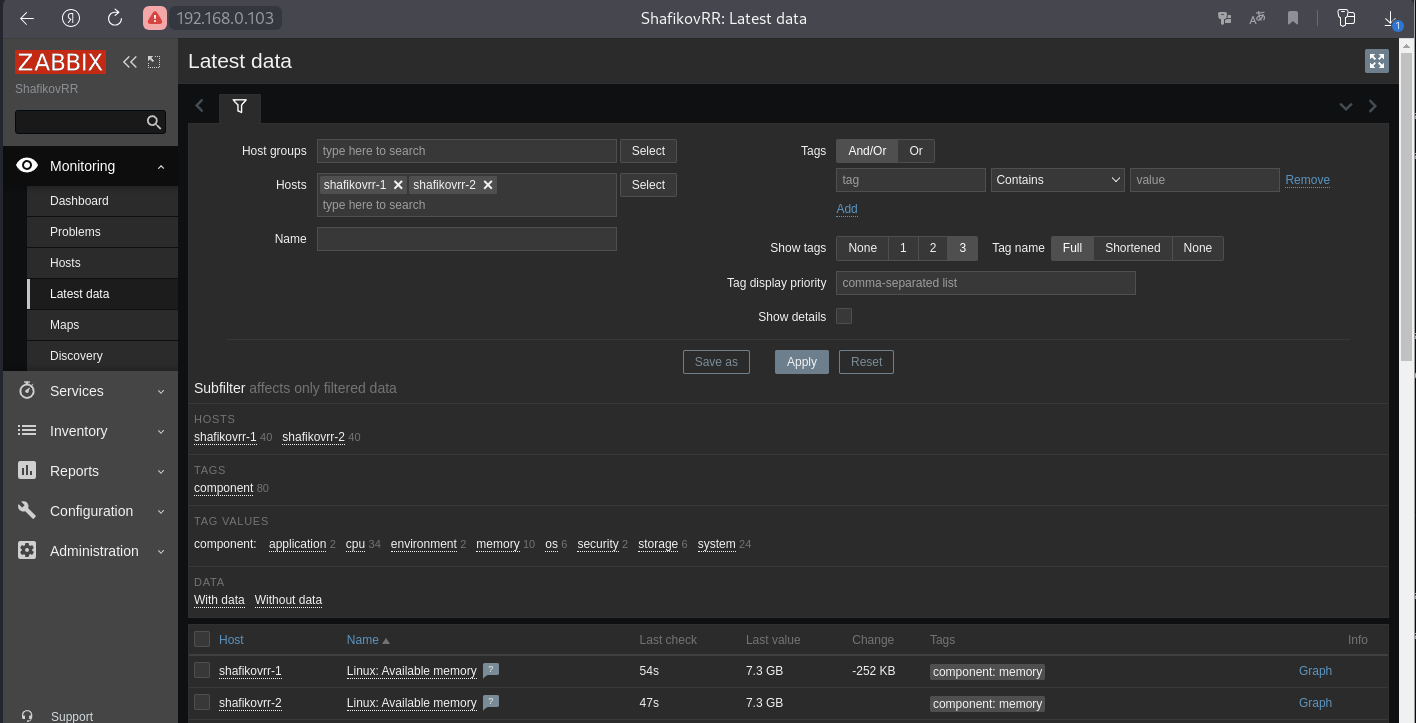 192.168.0.103
ShafikovRR: Latest data
1
ZABBIX
ShafikovRR
Monitoring
Dashboard
Problems
Hosts
Latest data
Maps
Discovery
Services
Inventory
Reports
Configuration
Administration
Support
Latest data
Host groups type here to search Select
Hosts shafikovrr-1 shafikovrr-2 Select
type here to search
Name
Tags And/Or Or
tag Contains value Remove
Add
Show tags None 1 2 3 Tag name Full Shortened None
Tag display priority comma-separated list
Show details
Save as Apply Reset
Subfilter affects only filtered data
HOSTS
shafikovrr-1 40 shafikovrr-2 40
TAGS
component 80
TAG VALUES
component: application 2 cpu 34 environment 2 memory 10 os 6 security 2 storage 6 system 24
DATA
With data Without data
Host Name Last check Last value Change Tags Info
shafikovrr-1 Linux: Available memory ? 54s 7.3 GB -252 KB component: memory Graph
shafikovrr-2 Linux: Available memory ? 47s 7.3 GB component: memory Graph